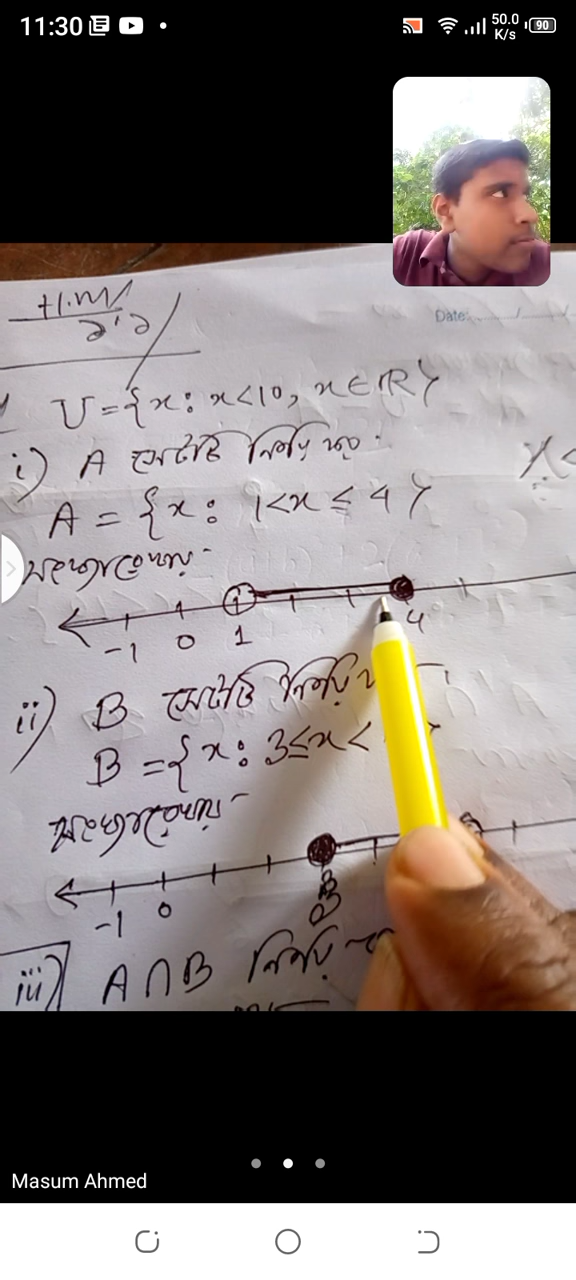 11:30
50.0
K/s
90
Date:
U = {x: x<10, x∈ℝ}
i) A সেটটি নির্ণয় কর
A = {x: 1<x ≤ 4}
সংখ্যারেখায়-
-1 0 1 4
ii) B সেটটি নির্ণয়
B = {x: 3≤x<
সংখ্যারেখায়-
-1 0
iii) A∩B নির্ণয়
Masum Ahmed